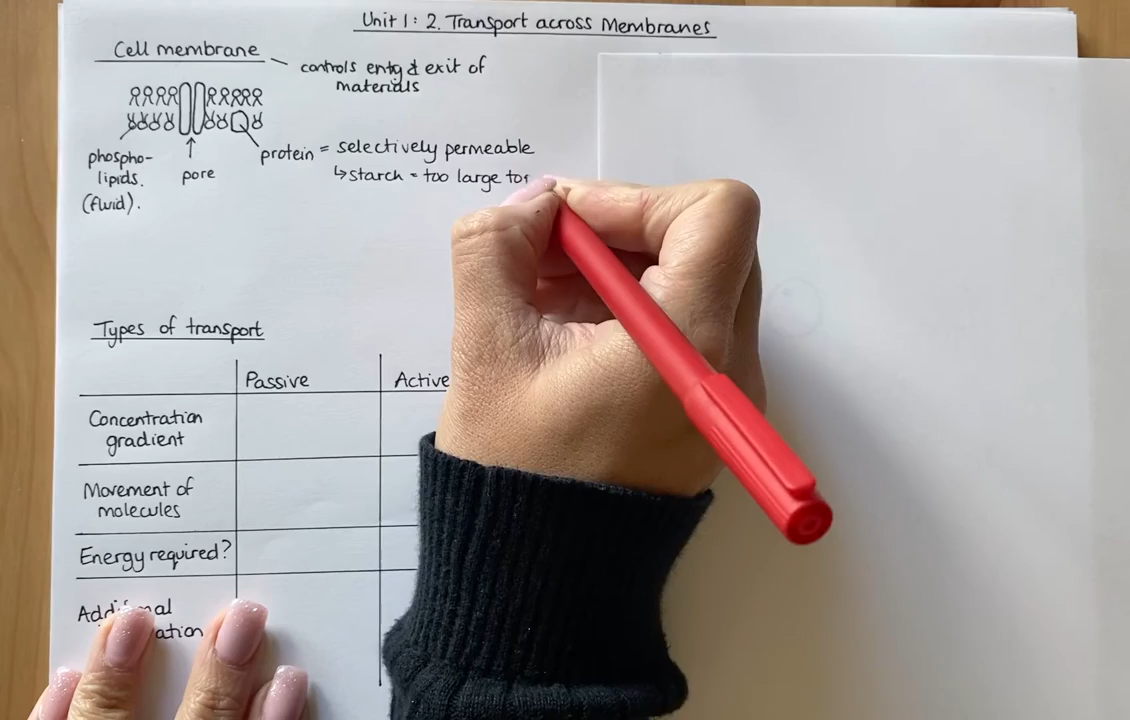 Unit 1: 2. Transport across Membranes
Cell membrane
controls entry & exit of
materials
phospho-
lipids.
(fluid).
pore
protein = selectively permeable
↳starch = too large to
Types of transport
Passive
Active
Concentration
gradient
Movement of
molecules
Energy required?